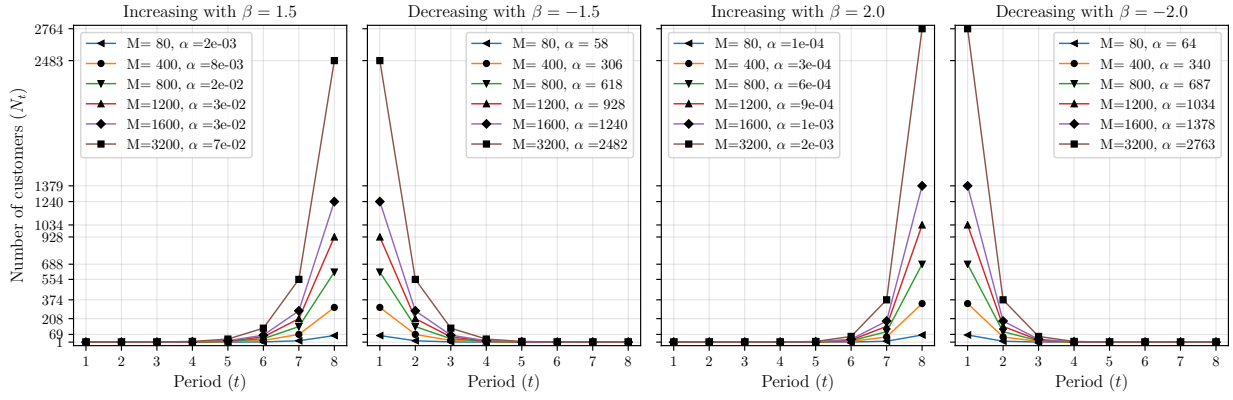 Increasing with β = 1.5
Decreasing with β = −1.5
Increasing with β = 2.0
Decreasing with β = −2.0
Number of customers (N_t)
2764
2483
1379
1240
1034
928
688
554
374
208
69
1
M= 80, α =2e-03
M= 400, α =8e-03
M= 800, α =2e-02
M=1200, α =3e-02
M=1600, α =3e-02
M=3200, α =7e-02
M= 80, α = 58
M= 400, α = 306
M= 800, α = 618
M=1200, α = 928
M=1600, α =1240
M=3200, α =2482
M= 80, α =1e-04
M= 400, α =3e-04
M= 800, α =6e-04
M=1200, α =9e-04
M=1600, α =1e-03
M=3200, α =2e-03
M= 80, α = 64
M= 400, α = 340
M= 800, α = 687
M=1200, α =1034
M=1600, α =1378
M=3200, α =2763
1 2 3 4 5 6 7 8
1 2 3 4 5 6 7 8
1 2 3 4 5 6 7 8
1 2 3 4 5 6 7 8
Period (t)
Period (t)
Period (t)
Period (t)